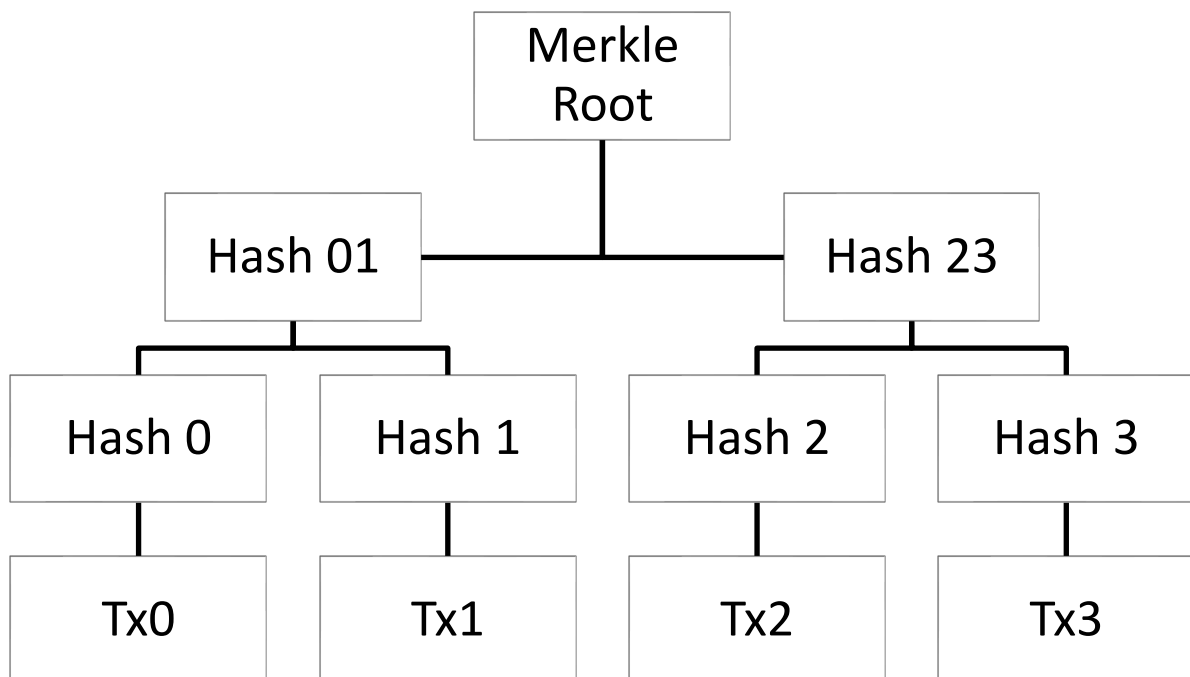 Merkle
Root
Hash 01
Hash 23
Hash 0
Hash 1
Hash 2
Hash 3
Tx0
Tx1
Tx2
Tx3